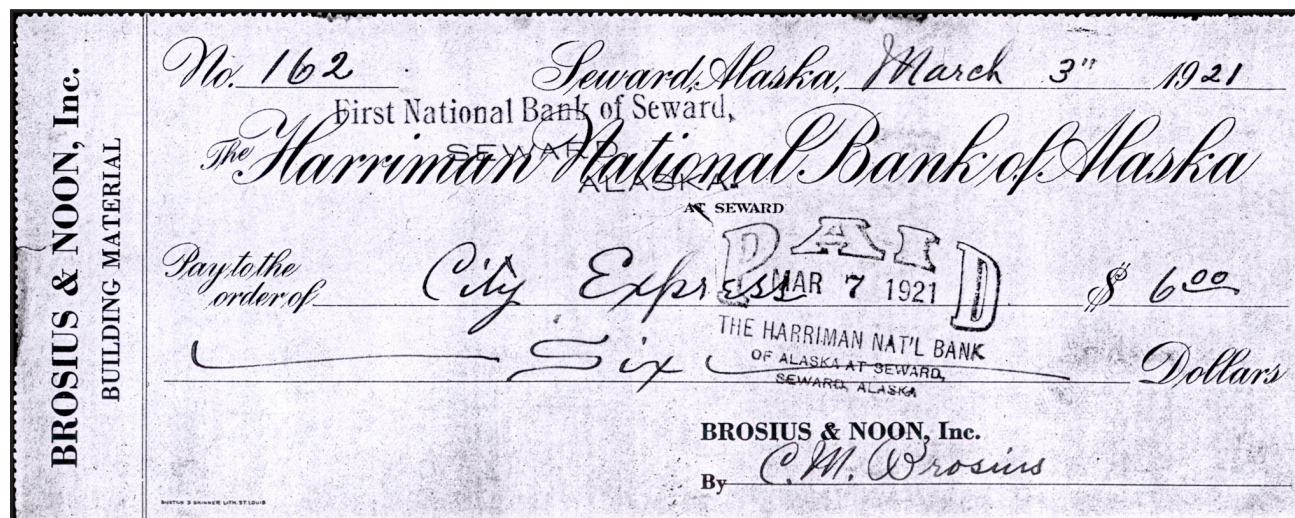 BROSIUS & NOON, Inc.
BUILDING MATERIAL
No. 162 Seward, Alaska, March 3" 1921
First National Bank of Seward,
SEWARD
ALASKA.
The Harriman National Bank of Alaska
AT SEWARD
PAID
Pay to the order of City Express $ 6.00
MAR 7 1921
THE HARRIMAN NAT'L BANK
OF ALASKA AT SEWARD,
SEWARD, ALASKA
Six Dollars
BROSIUS & NOON, Inc.
By C. M. Brosius